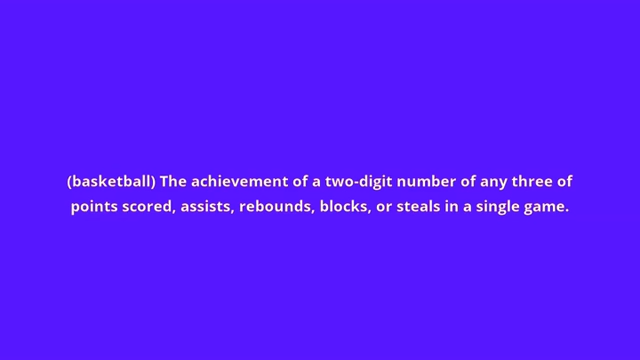 (basketball) The achievement of a two-digit number of any three of
points scored, assists, rebounds, blocks, or steals in a single game.